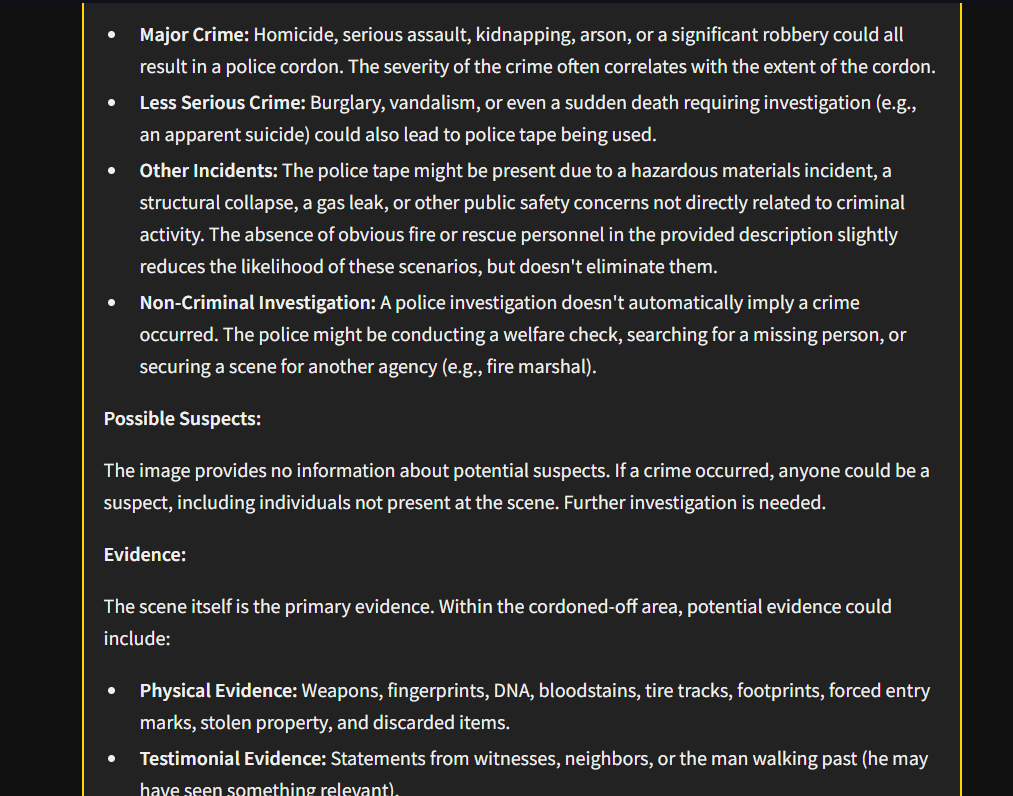 Major Crime: Homicide, serious assault, kidnapping, arson, or a significant robbery could all
result in a police cordon. The severity of the crime often correlates with the extent of the cordon.
Less Serious Crime: Burglary, vandalism, or even a sudden death requiring investigation (e.g.,
an apparent suicide) could also lead to police tape being used.
Other Incidents: The police tape might be present due to a hazardous materials incident, a
structural collapse, a gas leak, or other public safety concerns not directly related to criminal
activity. The absence of obvious fire or rescue personnel in the provided description slightly
reduces the likelihood of these scenarios, but doesn't eliminate them.
Non-Criminal Investigation: A police investigation doesn't automatically imply a crime
occurred. The police might be conducting a welfare check, searching for a missing person, or
securing a scene for another agency (e.g., fire marshal).
Possible Suspects:
The image provides no information about potential suspects. If a crime occurred, anyone could be a
suspect, including individuals not present at the scene. Further investigation is needed.
Evidence:
The scene itself is the primary evidence. Within the cordoned-off area, potential evidence could
include:
Physical Evidence: Weapons, fingerprints, DNA, bloodstains, tire tracks, footprints, forced entry
marks, stolen property, and discarded items.
Testimonial Evidence: Statements from witnesses, neighbors, or the man walking past (he may
have seen something relevant).